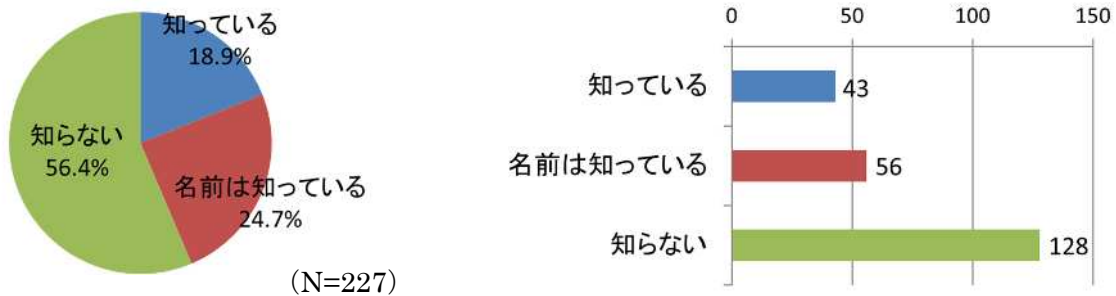 知っている
18.9%
名前は知っている
24.7%
知らない
56.4%
(N=227)
0 50 100 150
知っている 43
名前は知っている 56
知らない 128